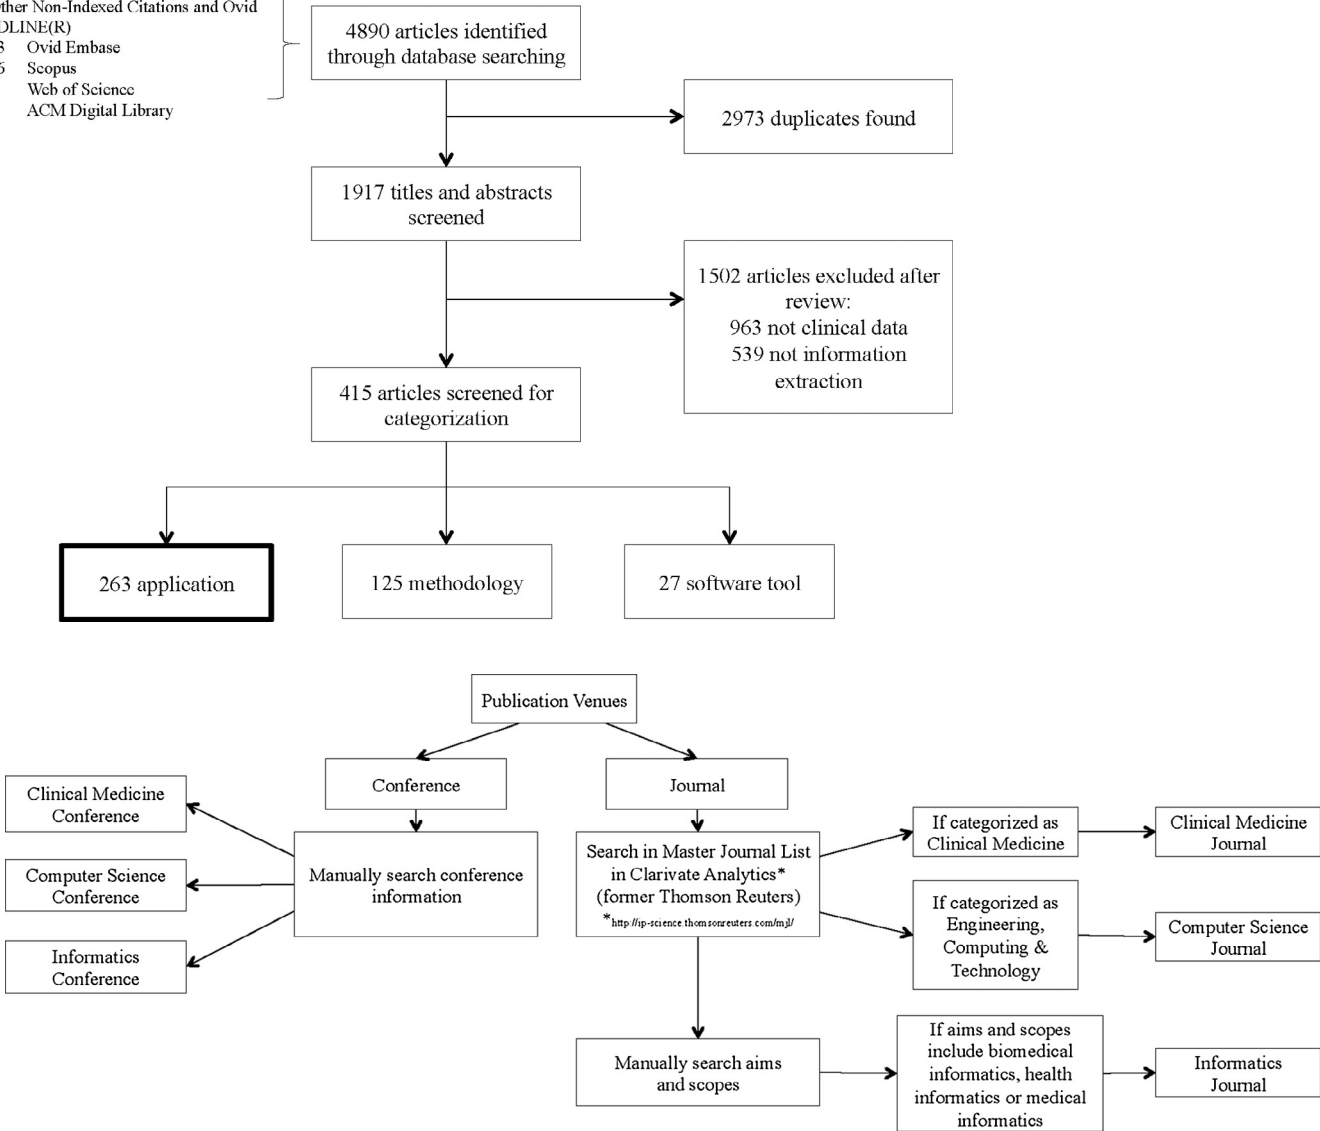 ther Non-Indexed Citations and Ovid
DLINE(R)
3 Ovid Embase
6 Scopus
Web of Science
ACM Digital Library
4890 articles identified
through database searching
2973 duplicates found
1917 titles and abstracts
screened
1502 articles excluded after
review:
963 not clinical data
539 not information
extraction
415 articles screened for
categorization
263 application
125 methodology
27 software tool
Publication Venues
Conference
Journal
Clinical Medicine
Conference
Computer Science
Conference
Informatics
Conference
Manually search conference
information
Search in Master Journal List
in Clarivate Analytics*
(former Thomson Reuters)
*http://ip-science.thomsonreuters.com/mjl/
If categorized as
Clinical Medicine
Clinical Medicine
Journal
If categorized as
Engineering,
Computing &
Technology
Computer Science
Journal
Manually search aims
and scopes
If aims and scopes
include biomedical
informatics, health
informatics or medical
informatics
Informatics
Journal